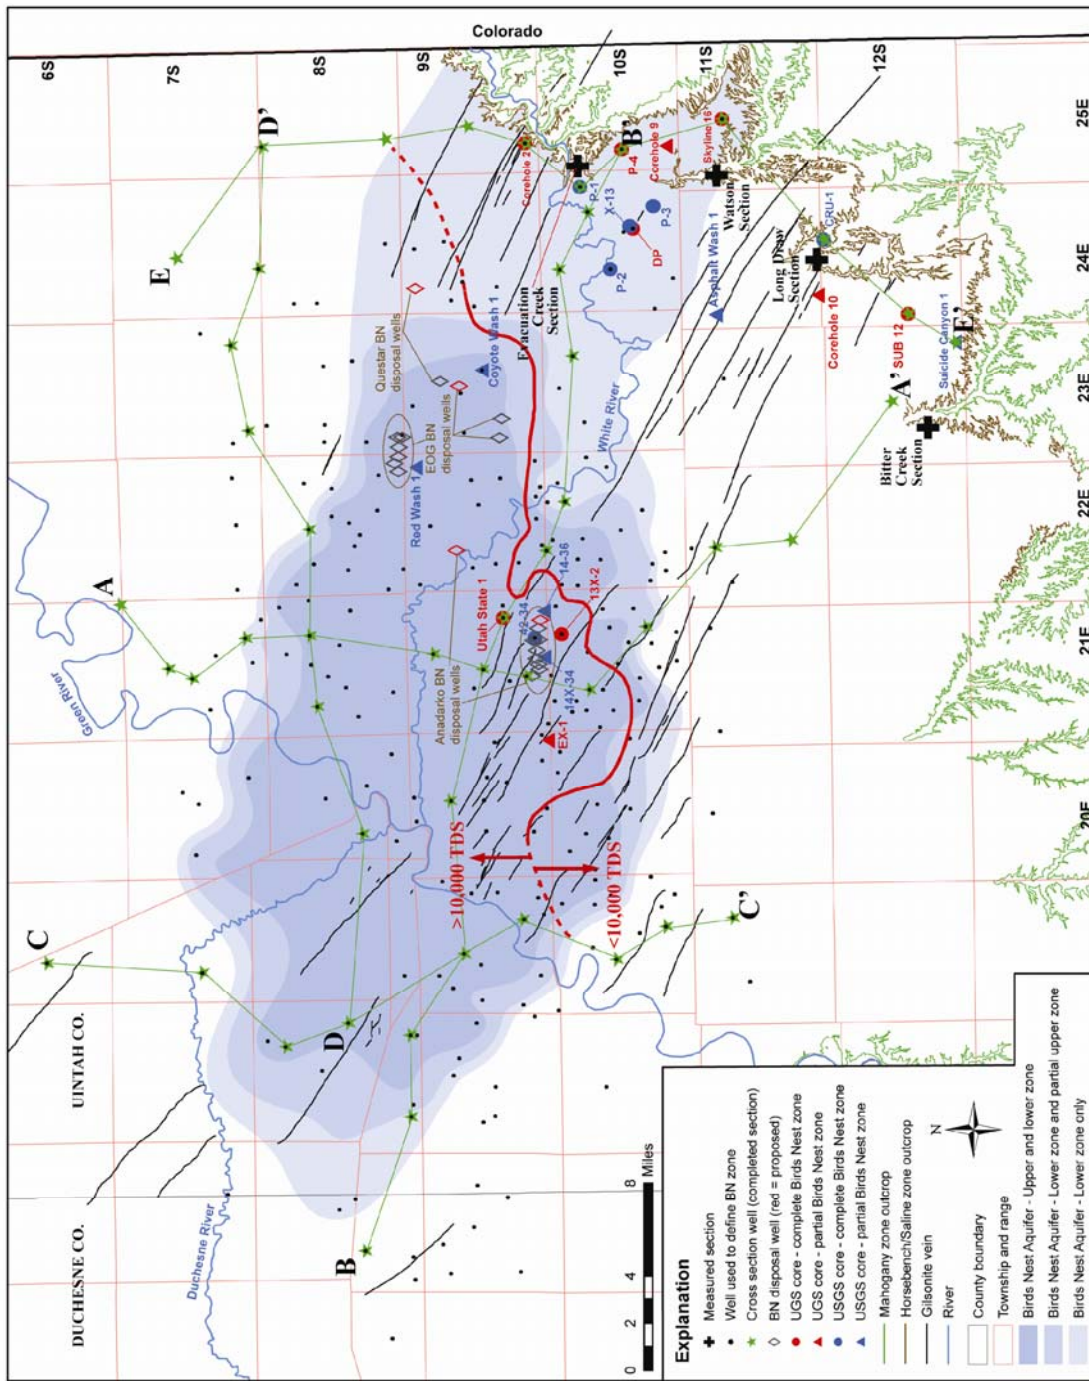 Colorado
6S
7S
8S
9S
10S
11S
12S
25E
24E
23E
22E
21E
20E
A
A'
B
B'
C
C'
D
D'
E
E'
UINTAH CO.
DUCHESNE CO.
Green River
White River
Duchesne River
Corehole 2
P-4
Corehole 9
Skyline 16
P-1
X-13
P-3
DP
P-2
Evacuation
Creek
Section
Watson
Section
Asphalt Wash 1
Long Draw
Section
CRU-1
Corehole 10
SUB 12
Suicide Canyon 1
Bitter
Creek
Section
Questar BN
disposal wells
Coyote Wash 1
EOG BN
disposal wells
Red Wash 1
Utah State 1
42-34
14-36
13X-2
Anadarko BN
disposal wells
14X-34
EX-1
>10,000 TDS
<10,000 TDS
0 2 4 8 Miles
N
Explanation
Measured section
Well used to define BN zone
Cross section well (completed section)
BN disposal well (red = proposed)
UGS core - complete Birds Nest zone
UGS core - partial Birds Nest zone
USGS core - complete Birds Nest zone
USGS core - partial Birds Nest zone
Mahogany zone outcrop
Horsebench/Saline zone outcrop
Gilsonite vein
River
County boundary
Township and range
Birds Nest Aquifer - Upper and lower zone
Birds Nest Aquifer - Lower zone and partial upper zone
Birds Nest Aquifer - Lower zone only